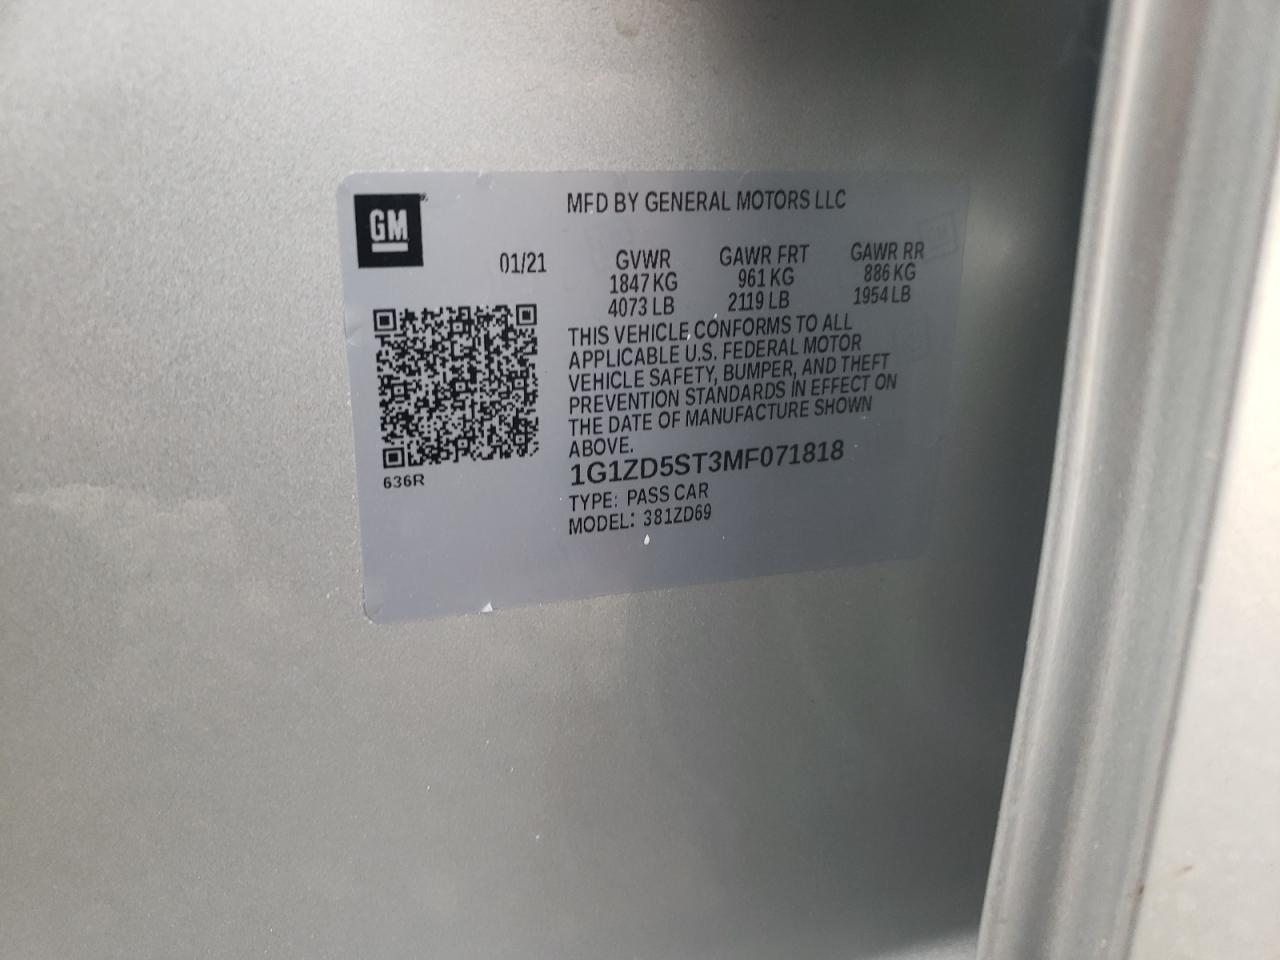 GM
MFD BY GENERAL MOTORS LLC
01/21
GVWR GAWR FRT GAWR RR
1847 KG 961 KG 886 KG
4073 LB 2119 LB 1954 LB
THIS VEHICLE CONFORMS TO ALL
APPLICABLE U.S. FEDERAL MOTOR
VEHICLE SAFETY, BUMPER, AND THEFT
PREVENTION STANDARDS IN EFFECT ON
THE DATE OF MANUFACTURE SHOWN
ABOVE.
1G1ZD5ST3MF071818
TYPE: PASS CAR
MODEL: 381ZD69
636R